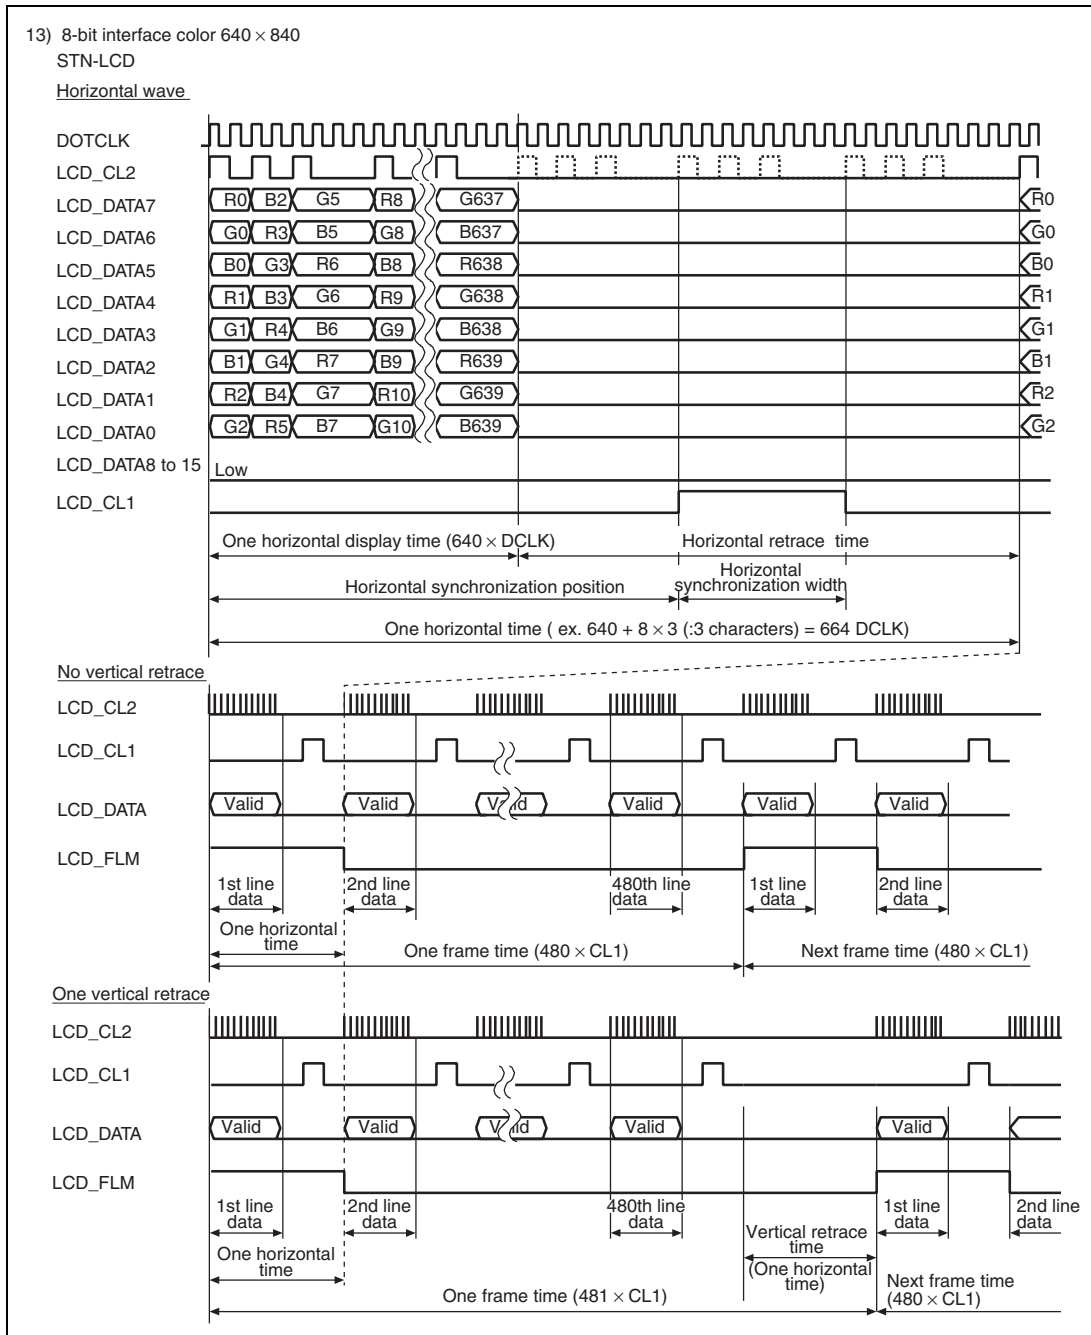 13) 8-bit interface color 640 × 840
STN-LCD
Horizontal wave
DOTCLK
LCD_CL2
LCD_DATA7 R0 B2 G5 R8 G637 R0
LCD_DATA6 G0 R3 B5 G8 B637 G0
LCD_DATA5 B0 G3 R6 B8 R638 B0
LCD_DATA4 R1 B3 G6 R9 G638 R1
LCD_DATA3 G1 R4 B6 G9 B638 G1
LCD_DATA2 B1 G4 R7 B9 R639 B1
LCD_DATA1 R2 B4 G7 R10 G639 R2
LCD_DATA0 G2 R5 B7 G10 B639 G2
LCD_DATA8 to 15 Low
LCD_CL1
One horizontal display time (640 × DCLK) Horizontal retrace time
Horizontal synchronization position Horizontal synchronization width
One horizontal time ( ex. 640 + 8 × 3 (:3 characters) = 664 DCLK)
No vertical retrace
LCD_CL2
LCD_CL1
LCD_DATA Valid Valid Valid Valid Valid Valid
LCD_FLM
1st line data 2nd line data 480th line data 1st line data 2nd line data
One horizontal time
One frame time (480 × CL1) Next frame time (480 × CL1)
One vertical retrace
LCD_CL2
LCD_CL1
LCD_DATA Valid Valid Valid Valid Valid
LCD_FLM
1st line data 2nd line data 480th line data 1st line data 2nd line data
One horizontal time
Vertical retrace time (One horizontal time)
One frame time (481 × CL1) Next frame time (480 × CL1)